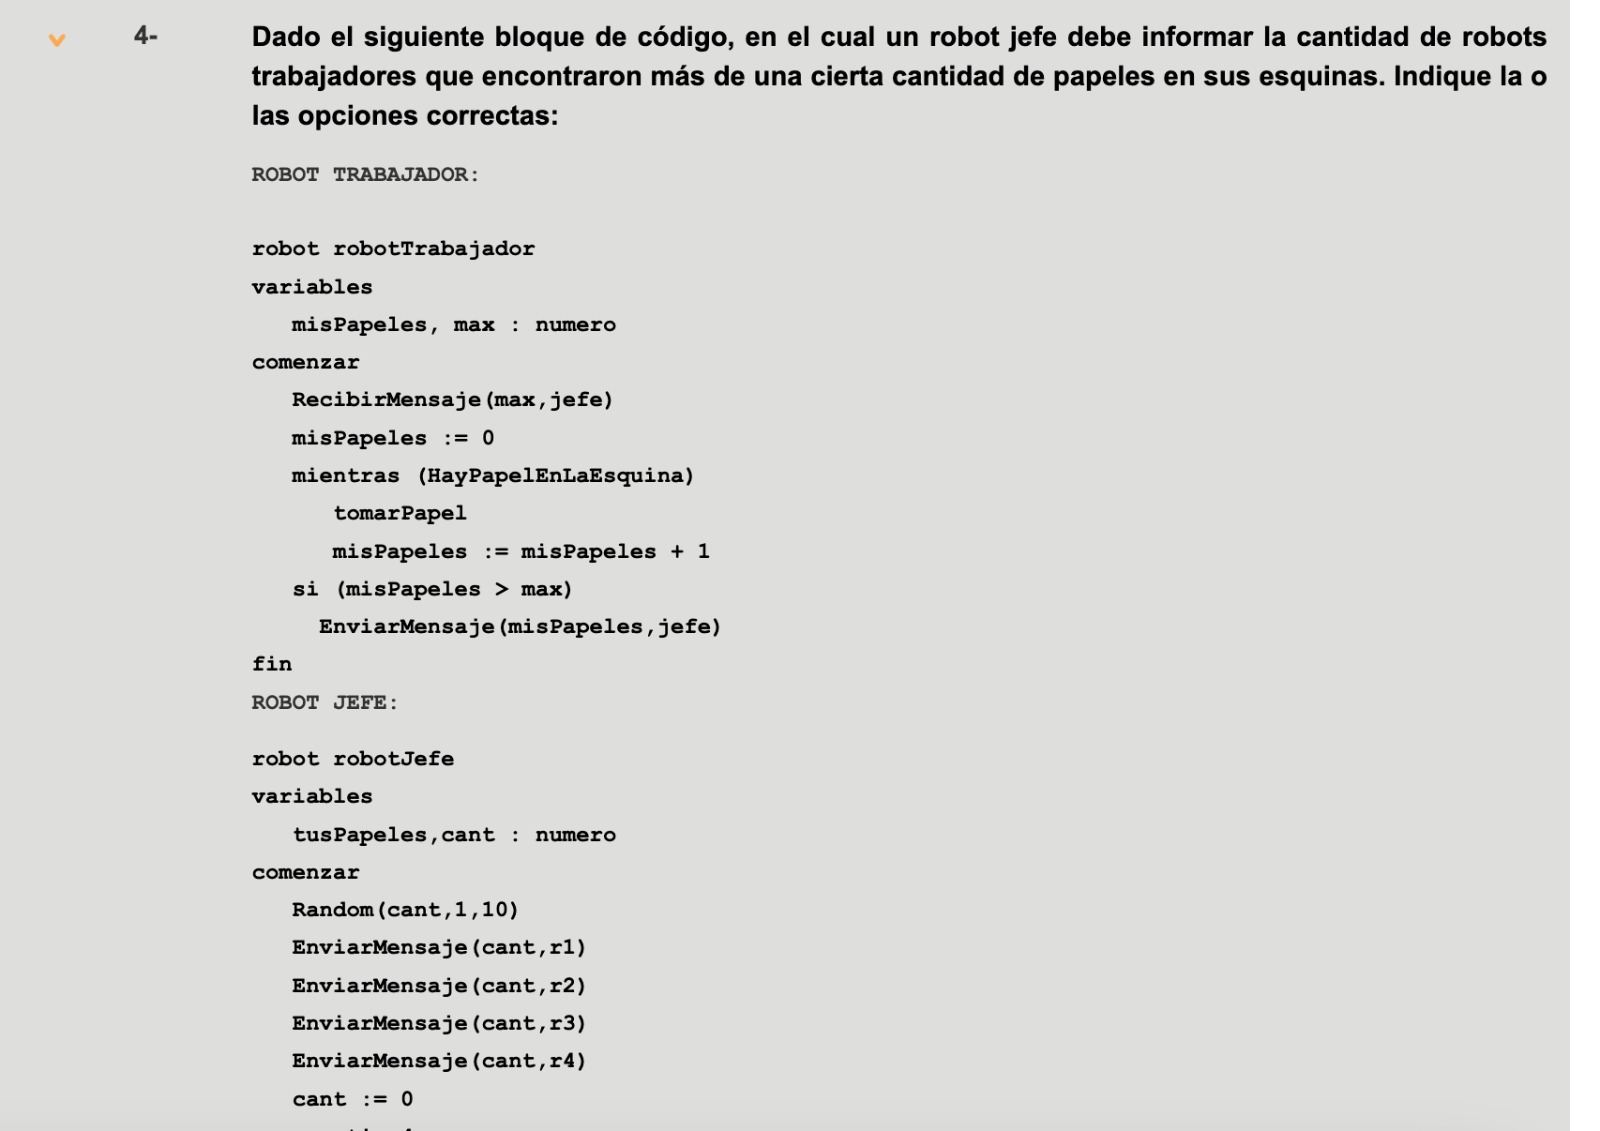 4-
Dado el siguiente bloque de código, en el cual un robot jefe debe informar la cantidad de robots
trabajadores que encontraron más de una cierta cantidad de papeles en sus esquinas. Indique la o
las opciones correctas:
ROBOT TRABAJADOR:
robot robotTrabajador
variables
misPapeles, max : numero
comenzar
RecibirMensaje(max,jefe)
misPapeles := 0
mientras (HayPapelEnLaEsquina)
tomarPapel
misPapeles := misPapeles + 1
si (misPapeles > max)
EnviarMensaje(misPapeles,jefe)
fin
ROBOT JEFE:
robot robotJefe
variables
tusPapeles,cant : numero
comenzar
Random(cant,1,10)
EnviarMensaje(cant,r1)
EnviarMensaje(cant,r2)
EnviarMensaje(cant,r3)
EnviarMensaje(cant,r4)
cant := 0